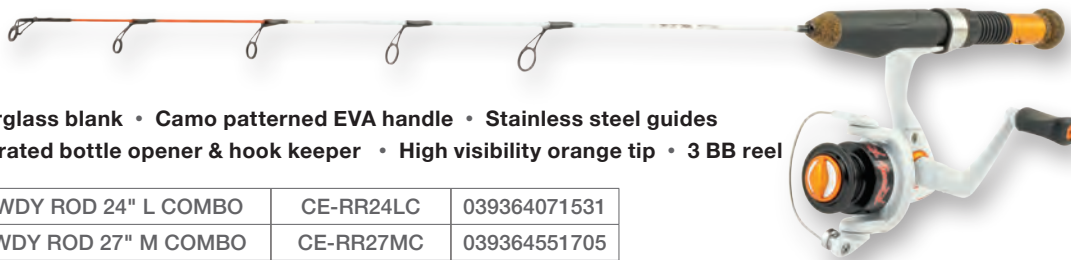 rglass blank • Camo patterned EVA handle • Stainless steel guides
rated bottle opener & hook keeper • High visibility orange tip • 3 BB reel
WDY ROD 24" L COMBO CE-RR24LC 039364071531
WDY ROD 27" M COMBO CE-RR27MC 039364551705